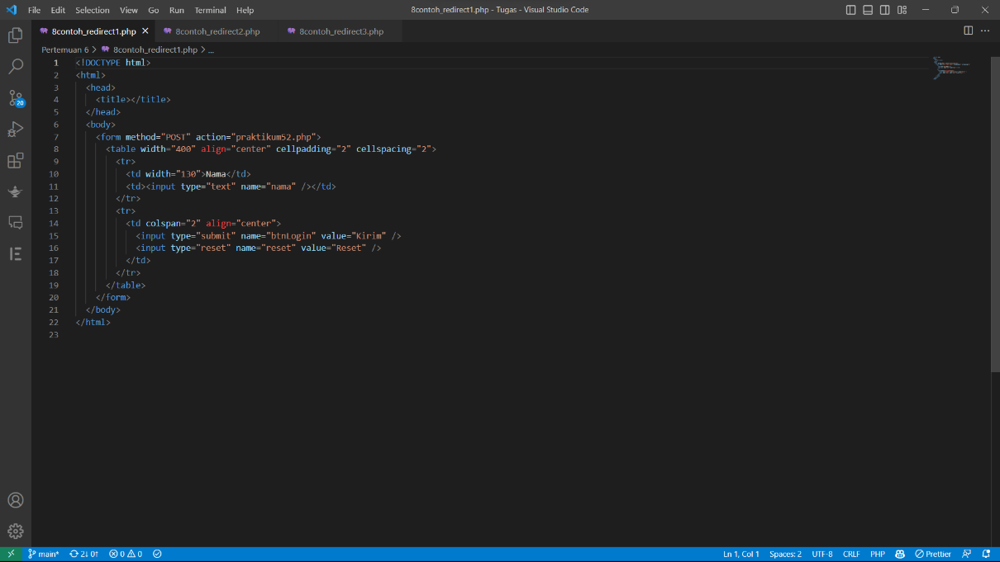 File Edit Selection View Go Run Terminal Help 8contoh_redirect1.php - Tugas - Visual Studio Code
8contoh_redirect1.php 8contoh_redirect2.php 8contoh_redirect3.php
Pertemuan 6 > 8contoh_redirect1.php > ...
1 <!DOCTYPE html>
2 <html>
3 <head>
4 <title></title>
5 </head>
6 <body>
7 <form method="POST" action="praktikum52.php">
8 <table width="400" align="center" cellpadding="2" cellspacing="2">
9 <tr>
10 <td width="130">Nama</td>
11 <td><input type="text" name="nama" /></td>
12 </tr>
13 <tr>
14 <td colspan="2" align="center">
15 <input type="submit" name="btnLogin" value="Kirim" />
16 <input type="reset" name="reset" value="Reset" />
17 </td>
18 </tr>
19 </table>
20 </form>
21 </body>
22 </html>
23
20
main* 2↓ 0↑ 0 0 Ln 1, Col 1 Spaces: 2 UTF-8 CRLF PHP Prettier